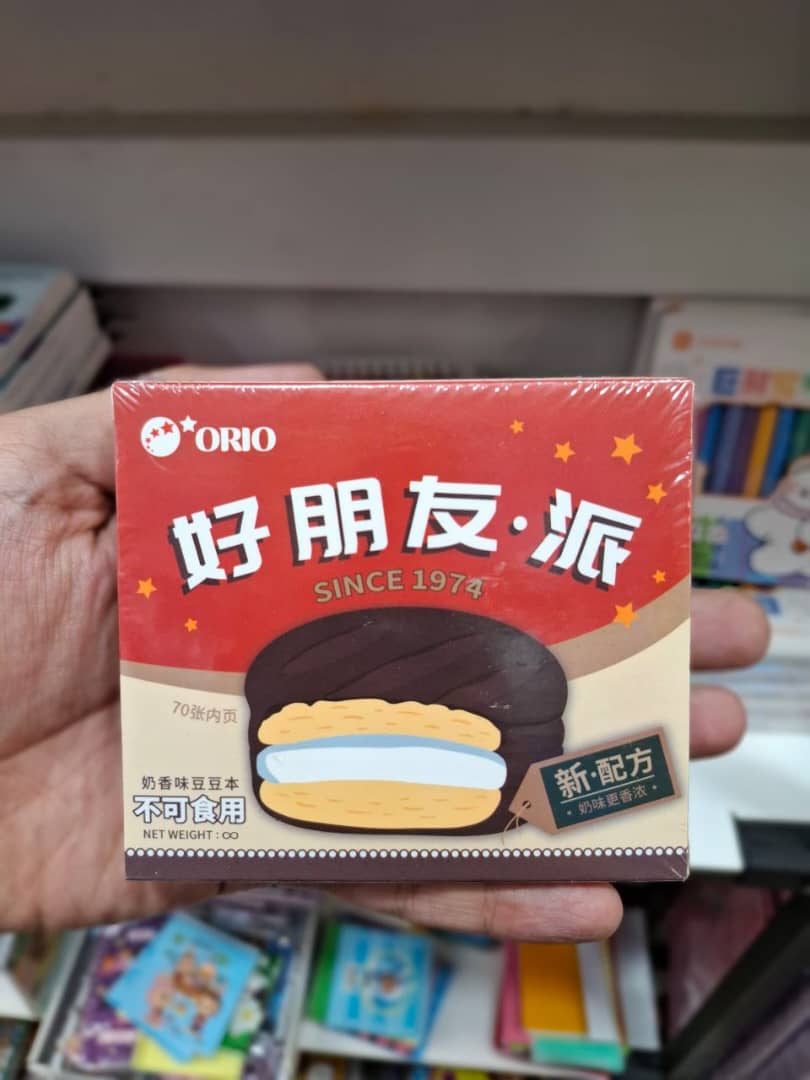 ORIO
好朋友·派
SINCE 1974
70张内页
奶香味豆豆本
不可食用
NET WEIGHT : ∞
新·配方
· 奶味更香浓 ·